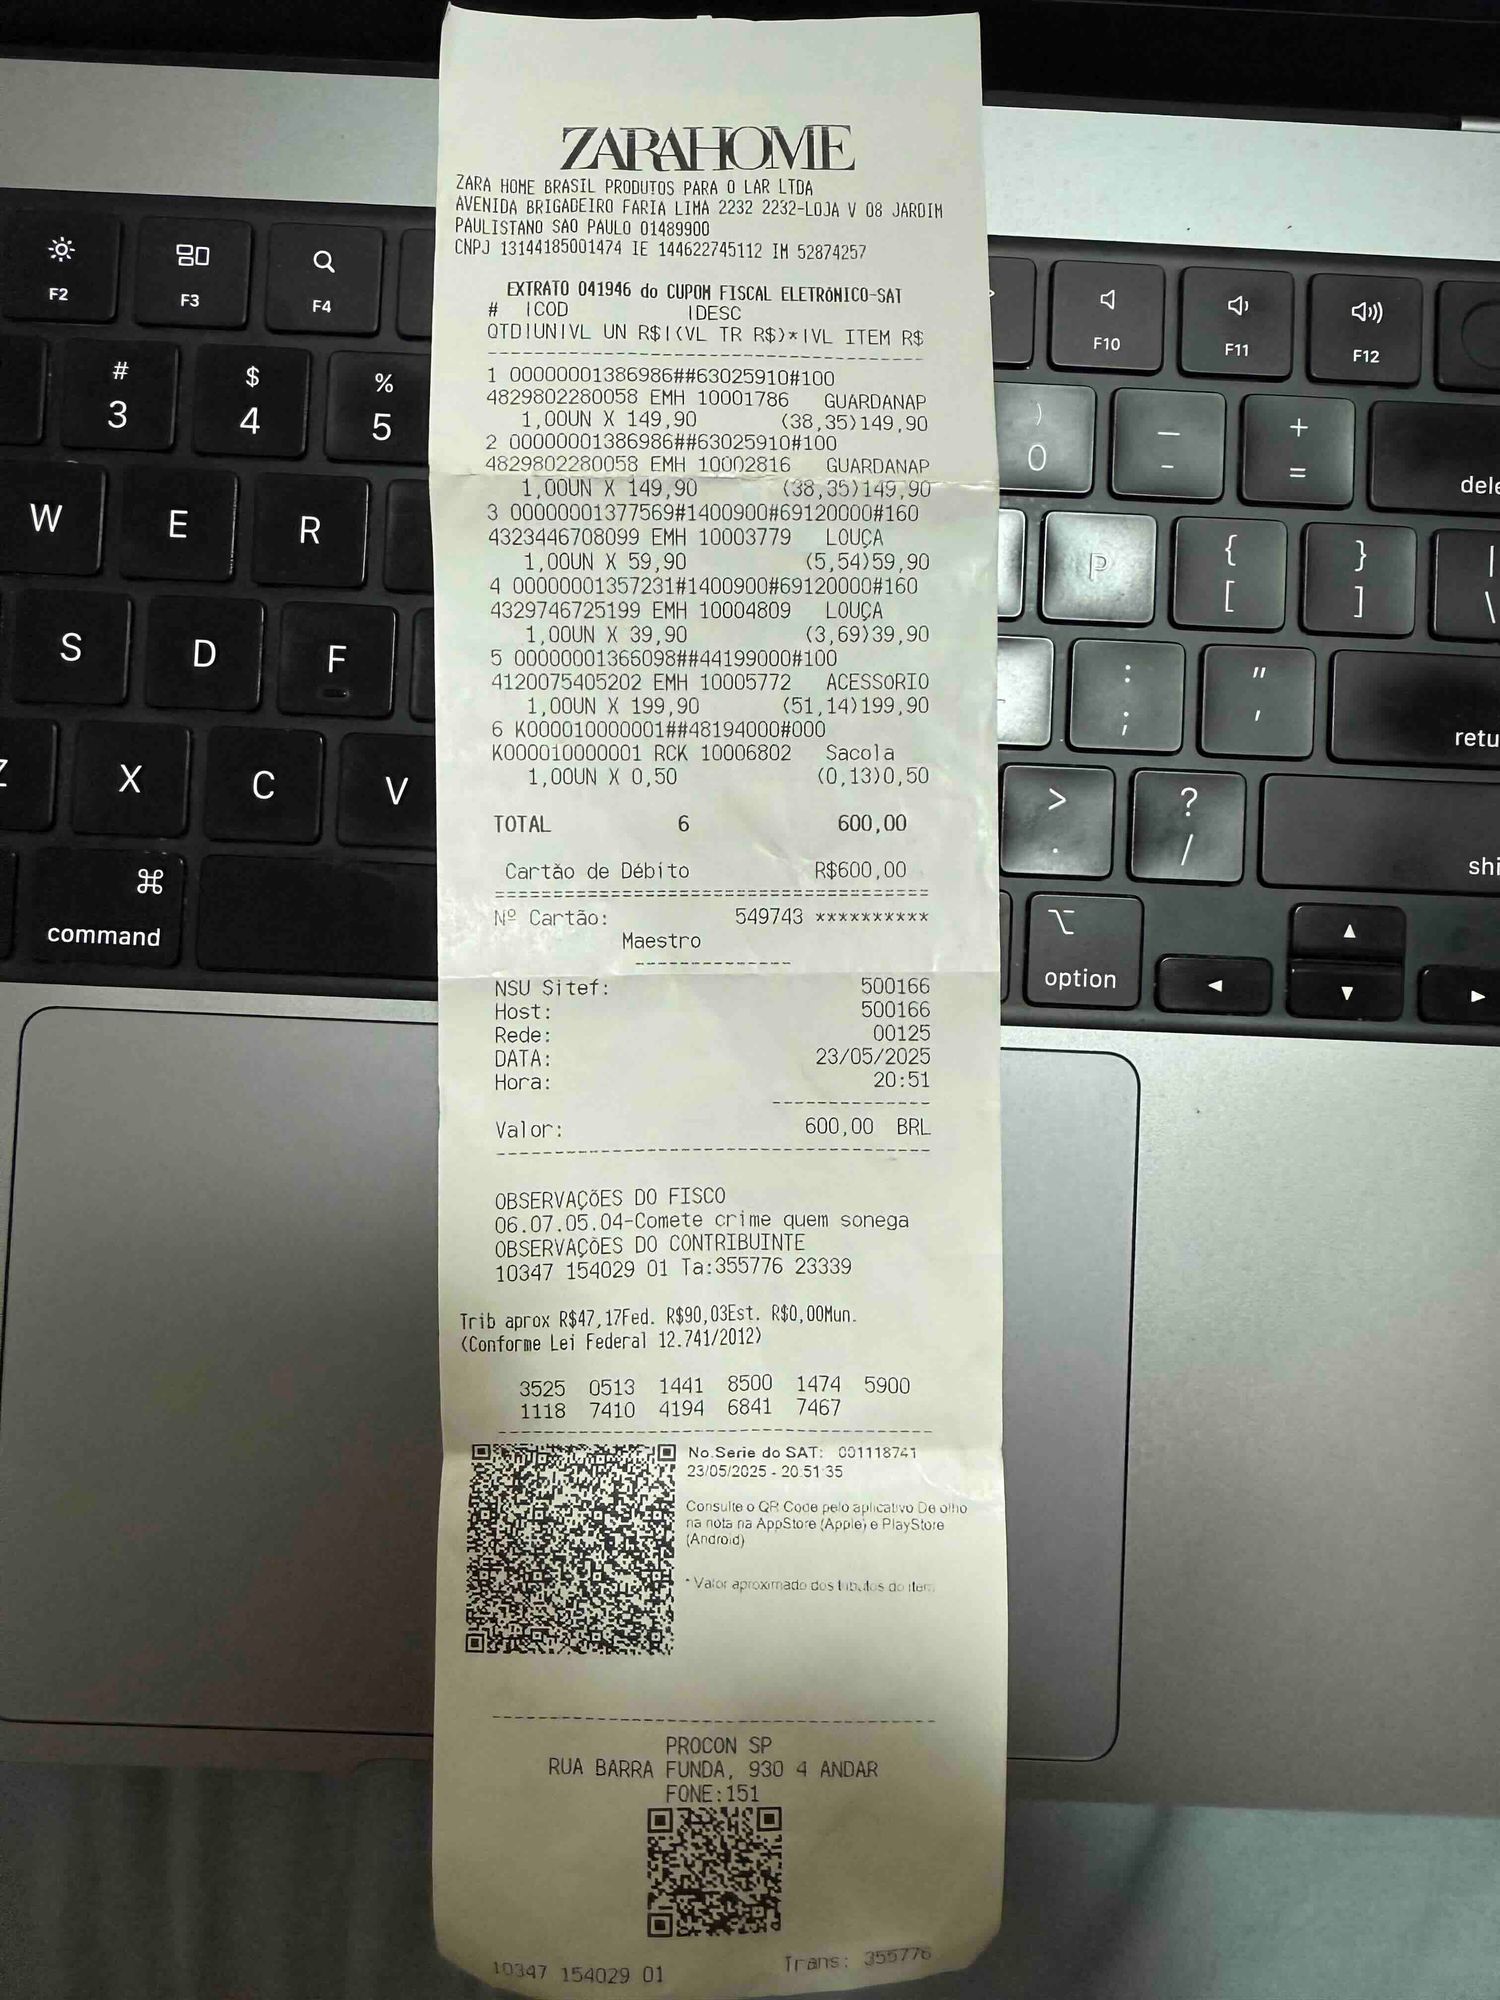 ZARAHOME
ZARA HOME BRASIL PRODUTOS PARA O LAR LTDA
AVENIDA BRIGADEIRO FARIA LIMA 2232 2232-LOJA V 08 JARDIM
PAULISTANO SAO PAULO 01489900
CNPJ 13144185001474 IE 144622745112 IM 52874257
EXTRATO 041946 do CUPOM FISCAL ELETRÔNICO-SAT
# |COD |DESC
QTD|UN|VL UN R$|(VL TR R$)*|VL ITEM R$
1 00000001386986##63025910#100
4829802280058 EMH 10001786 GUARDANAP
1,00UN X 149,90 (38,35)149,90
2 00000001386986##63025910#100
4829802280058 EMH 10002816 GUARDANAP
1,00UN X 149,90 (38,35)149,90
3 00000001377569#1400900#69120000#160
4323446708099 EMH 10003779 LOUÇA
1,00UN X 59,90 (5,54)59,90
4 00000001357231#1400900#69120000#160
4329746725199 EMH 10004809 LOUÇA
1,00UN X 39,90 (3,69)39,90
5 00000001366098##44199000#100
4120075405202 EMH 10005772 ACESSORIO
1,00UN X 199,90 (51,14)199,90
6 K000010000001##48194000#000
K000010000001 RCK 10006802 Sacola
1,00UN X 0,50 (0,13)0,50
TOTAL 6 600,00
Cartão de Débito R$600,00
Nº Cartão: 549743 **********
Maestro
NSU Sitef: 500166
Host: 500166
Rede: 00125
DATA: 23/05/2025
Hora: 20:51
Valor: 600,00 BRL
OBSERVAÇÕES DO FISCO
06.07.05.04-Comete crime quem sonega
OBSERVAÇÕES DO CONTRIBUINTE
10347 154029 01 Ta:355776 23339
Trib aprox R$47,17Fed. R$90,03Est. R$0,00Mun.
(Conforme Lei Federal 12.741/2012)
3525 0513 1441 8500 1474 5900
1118 7410 4194 6841 7467
No.Serie do SAT: 001118741
23/05/2025 - 20:51:35
Consulte o QR Code pelo aplicativo De olho
na nota na AppStore (Apple) e PlayStore
(Android)
* Valor aproximado dos tributos do item
PROCON SP
RUA BARRA FUNDA, 930 4 ANDAR
FONE:151
10347 154029 01 Trans: 355776
F2
F3
F4
F10
F11
F12
# 3
$ 4
% 5
) 0
— -
+ =
dele
W
E
R
P
{ [
} ]
| \
S
D
F
: ;
" '
retu
Z
X
C
V
> .
? /
shi
⌘
command
⌥
option
▲
◀
▼
▶